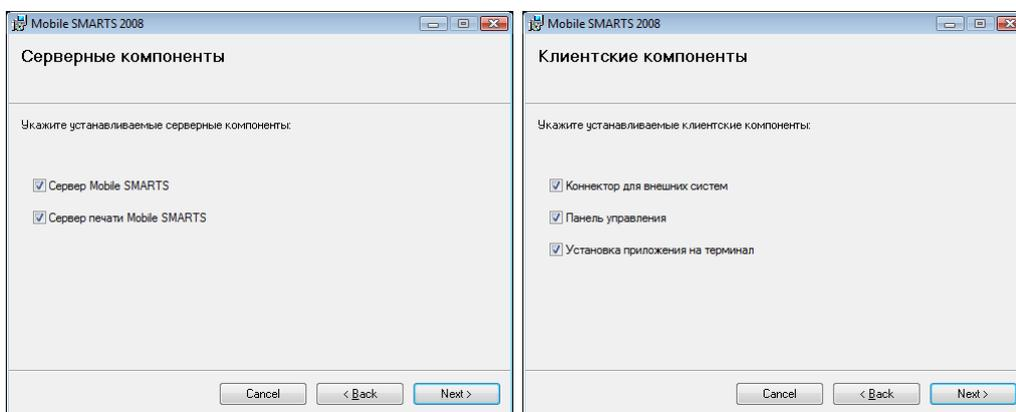 Mobile SMARTS 2008
Серверные компоненты
Укажите устанавливаемые серверные компоненты:
Сервер Mobile SMARTS
Сервер печати Mobile SMARTS
Cancel
< Back
Next >
Mobile SMARTS 2008
Клиентские компоненты
Укажите устанавливаемые клиентские компоненты:
Коннектор для внешних систем
Панель управления
Установка приложения на терминал
Cancel
< Back
Next >